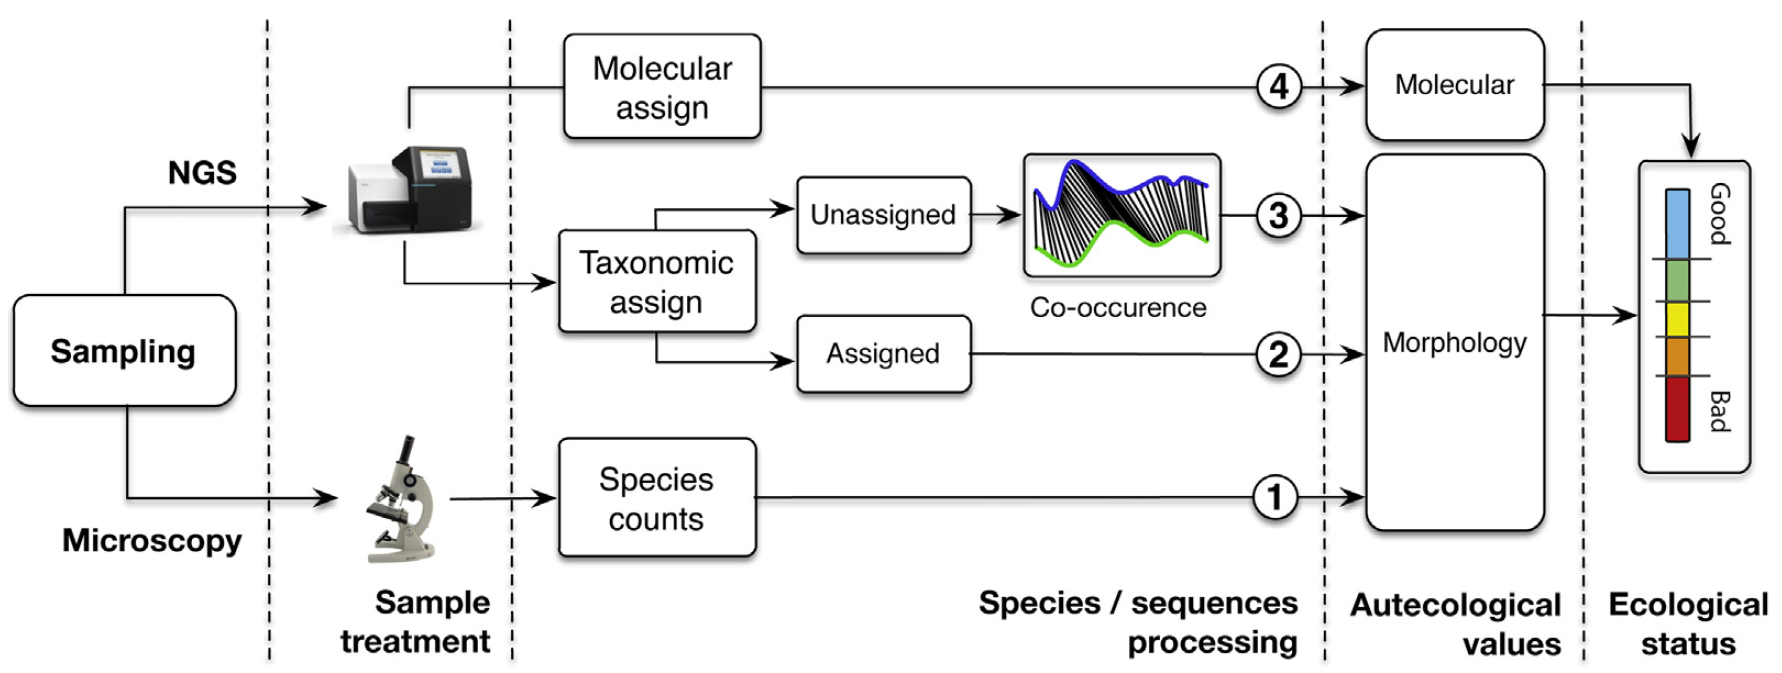 Molecular
assign
4
Molecular
NGS
Unassigned
3
Good
Taxonomic
assign
Co-occurence
Sampling
Assigned
2
Morphology
Bad
Species
counts
1
Microscopy
Sample
treatment
Species / sequences
processing
Autecological
values
Ecological
status